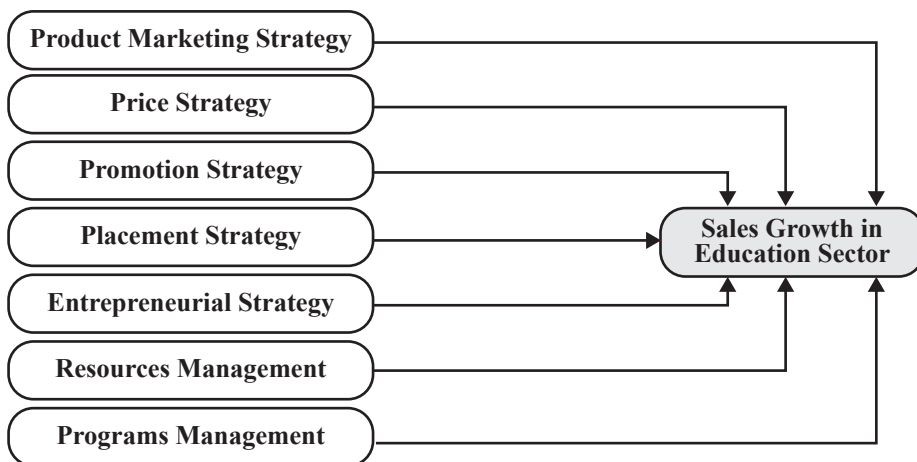 Product Marketing Strategy
Price Strategy
Promotion Strategy
Placement Strategy
Entrepreneurial Strategy
Resources Management
Programs Management
Sales Growth in
Education Sector